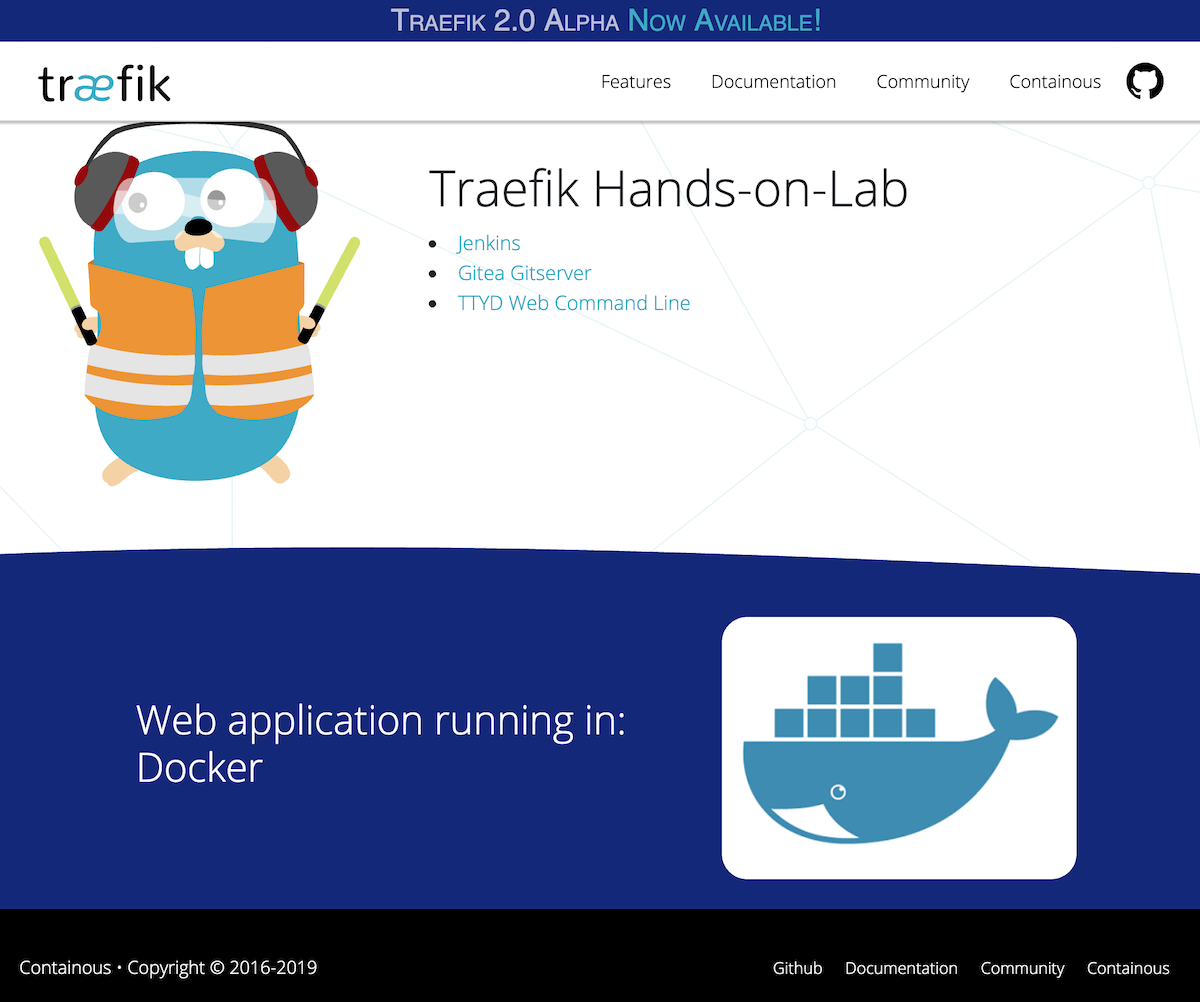 Traefik 2.0 Alpha Now Available!
træfik
Features Documentation Community Containous
Traefik Hands-on-Lab
Jenkins
Gitea Gitserver
TTYD Web Command Line
Web application running in:
Docker
Containous • Copyright © 2016-2019
Github Documentation Community Containous